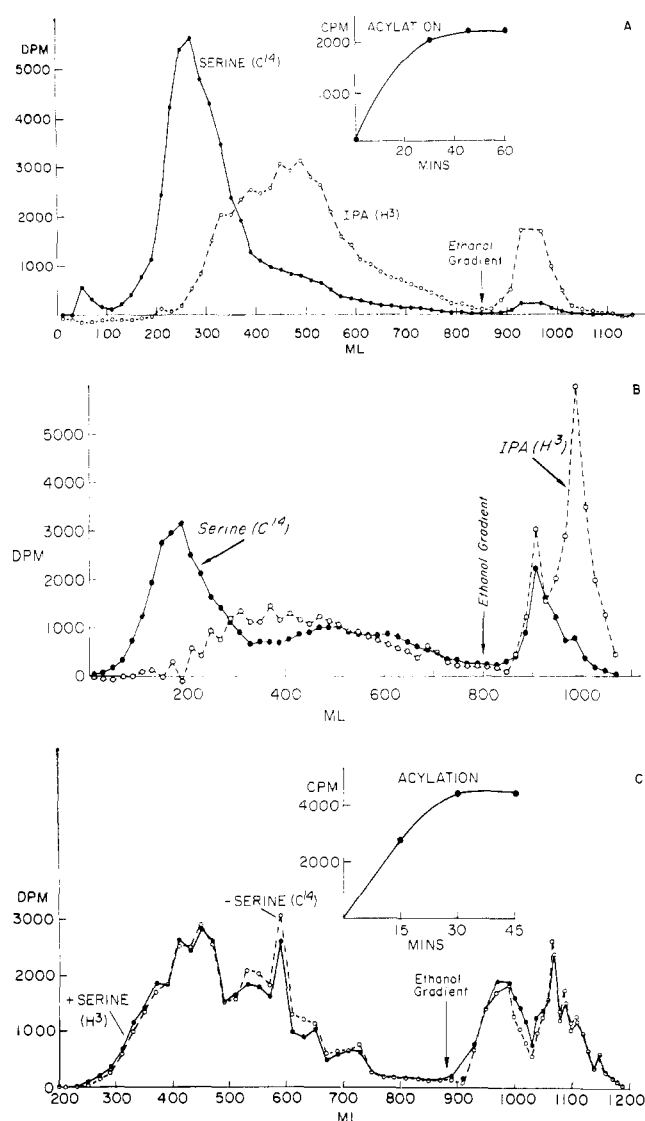 A
DPM
5000
4000
3000
2000
1000
SERINE (C14)
IPA (H3)
Ethanol Gradient
0 100 200 300 400 500 600 700 800 900 1000 1100
ML
CPM
ACYLAT ON
2000
,000
20 40 60
MINS
B
5000
4000
3000
DPM
2000
1000
0
Serine (C14)
IPA (H3)
Ethanol Gradient
200 400 600 800 1000
ML
C
DPM
3000
2000
1000
0
+ SERINE (H3)
- SERINE (C14)
Ethanol Gradient
200 300 400 500 600 700 800 900 1000 1100 1200
ML
CPM
ACYLATION
4000
2000
15 30 45
MINS